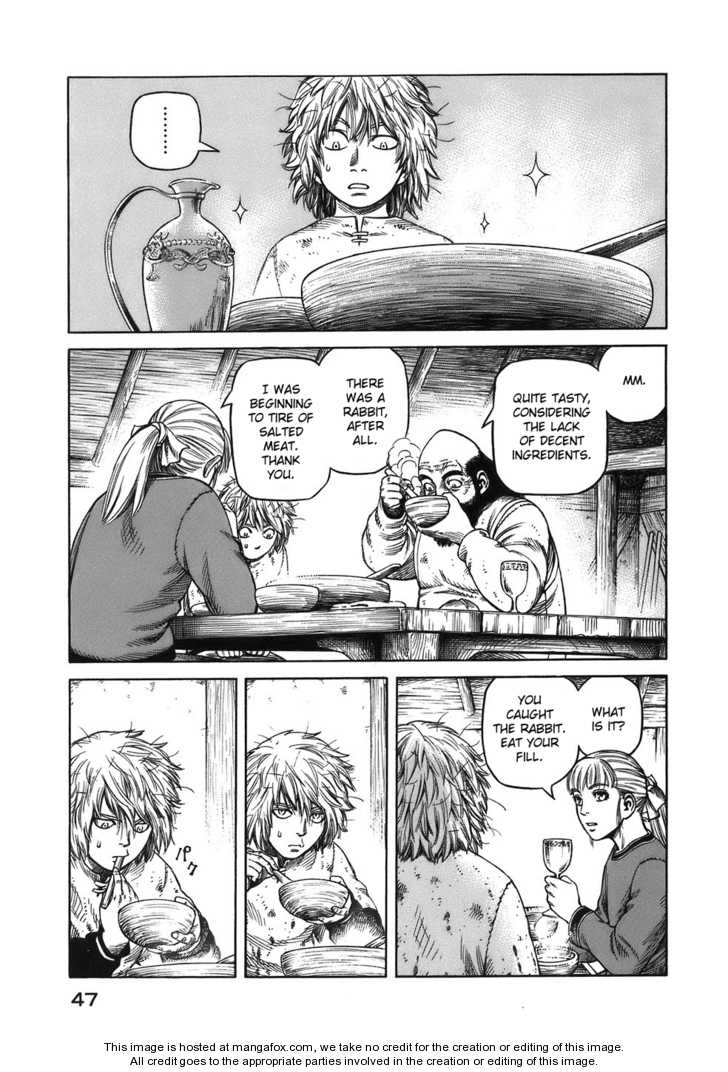 .........
MM.
QUITE TASTY,
CONSIDERING
THE LACK
OF DECENT
INGREDIENTS.
THERE
WAS A
RABBIT,
AFTER
ALL.
I WAS
BEGINNING
TO TIRE OF
SALTED
MEAT.
THANK
YOU.
WHAT
IS IT?
YOU
CAUGHT
THE RABBIT.
EAT YOUR
FILL.
パク
47
This image is hosted at mangafox.com, we take no credit for the creation or editing of this image.
All credit goes to the appropriate parties involved in the creation or editing of this image.